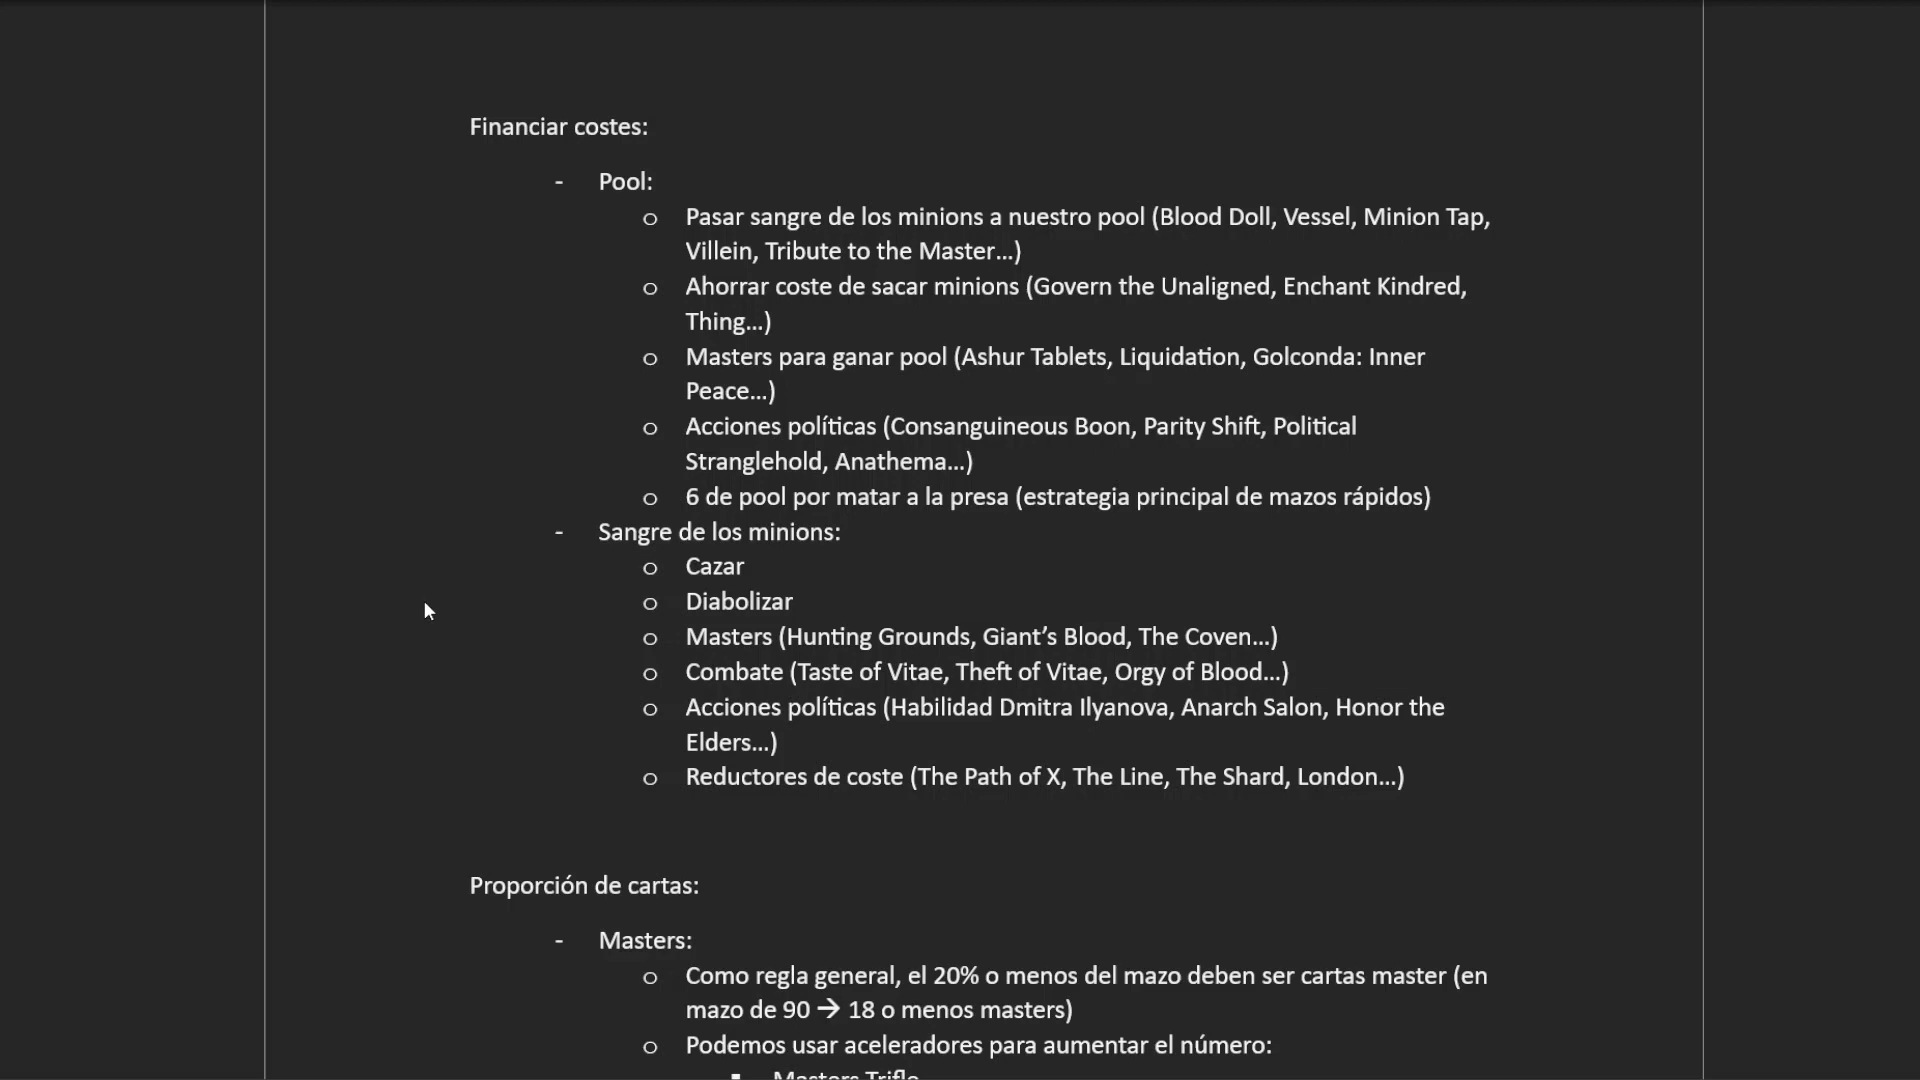 Financiar costes:
- Pool:
o Pasar sangre de los minions a nuestro pool (Blood Doll, Vessel, Minion Tap,
Villein, Tribute to the Master...)
o Ahorrar coste de sacar minions (Govern the Unaligned, Enchant Kindred,
Thing...)
o Masters para ganar pool (Ashur Tablets, Liquidation, Golconda: Inner
Peace...)
o Acciones políticas (Consanguineous Boon, Parity Shift, Political
Stranglehold, Anathema...)
o 6 de pool por matar a la presa (estrategia principal de mazos rápidos)
- Sangre de los minions:
o Cazar
o Diabolizar
o Masters (Hunting Grounds, Giant’s Blood, The Coven...)
o Combate (Taste of Vitae, Theft of Vitae, Orgy of Blood...)
o Acciones políticas (Habilidad Dmitra Ilyanova, Anarch Salon, Honor the
Elders...)
o Reductores de coste (The Path of X, The Line, The Shard, London...)
Proporción de cartas:
- Masters:
o Como regla general, el 20% o menos del mazo deben ser cartas master (en
mazo de 90 → 18 o menos masters)
o Podemos usar aceleradores para aumentar el número:
▪ Masters Trifle